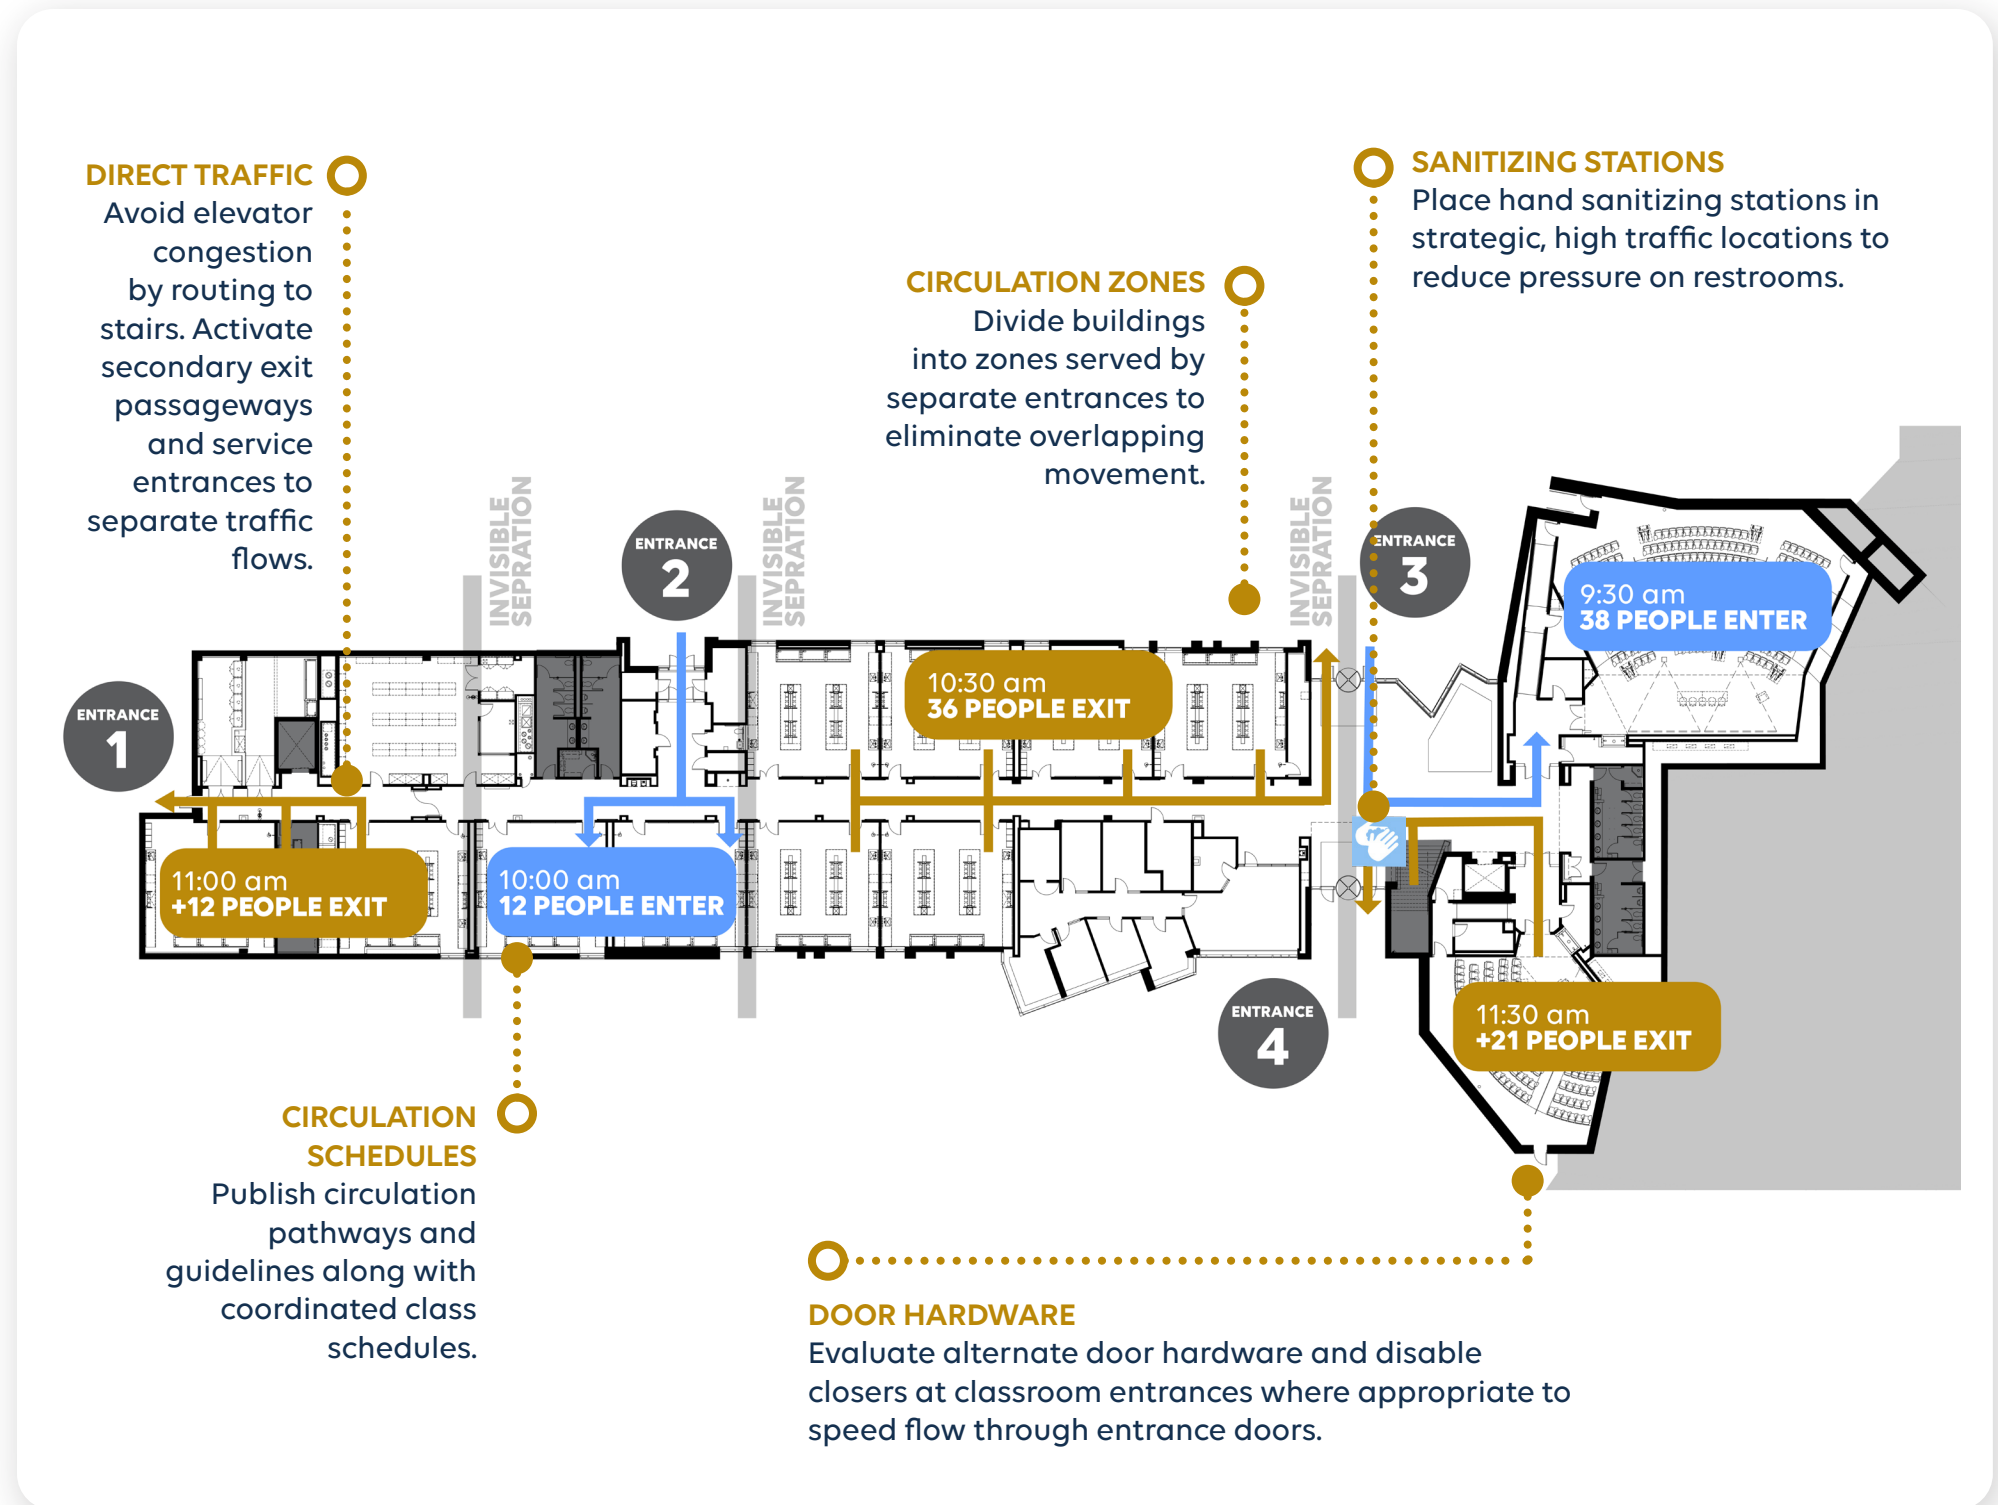 DIRECT TRAFFIC
Avoid elevator
congestion
by routing to
stairs. Activate
secondary exit
passageways
and service
entrances to
separate traffic
flows.
SANITIZING STATIONS
Place hand sanitizing stations in
strategic, high traffic locations to
reduce pressure on restrooms.
CIRCULATION ZONES
Divide buildings
into zones served by
separate entrances to
eliminate overlapping
movement.
INVISIBLE
SEPRATION
ENTRANCE
2
INVISIBLE
SEPRATION
INVISIBLE
SEPRATION
ENTRANCE
3
9:30 am
38 PEOPLE ENTER
ENTRANCE
1
10:30 am
36 PEOPLE EXIT
11:00 am
+12 PEOPLE EXIT
10:00 am
12 PEOPLE ENTER
ENTRANCE
4
11:30 am
+21 PEOPLE EXIT
CIRCULATION
SCHEDULES
Publish circulation
pathways and
guidelines along with
coordinated class
schedules.
DOOR HARDWARE
Evaluate alternate door hardware and disable
closers at classroom entrances where appropriate to
speed flow through entrance doors.